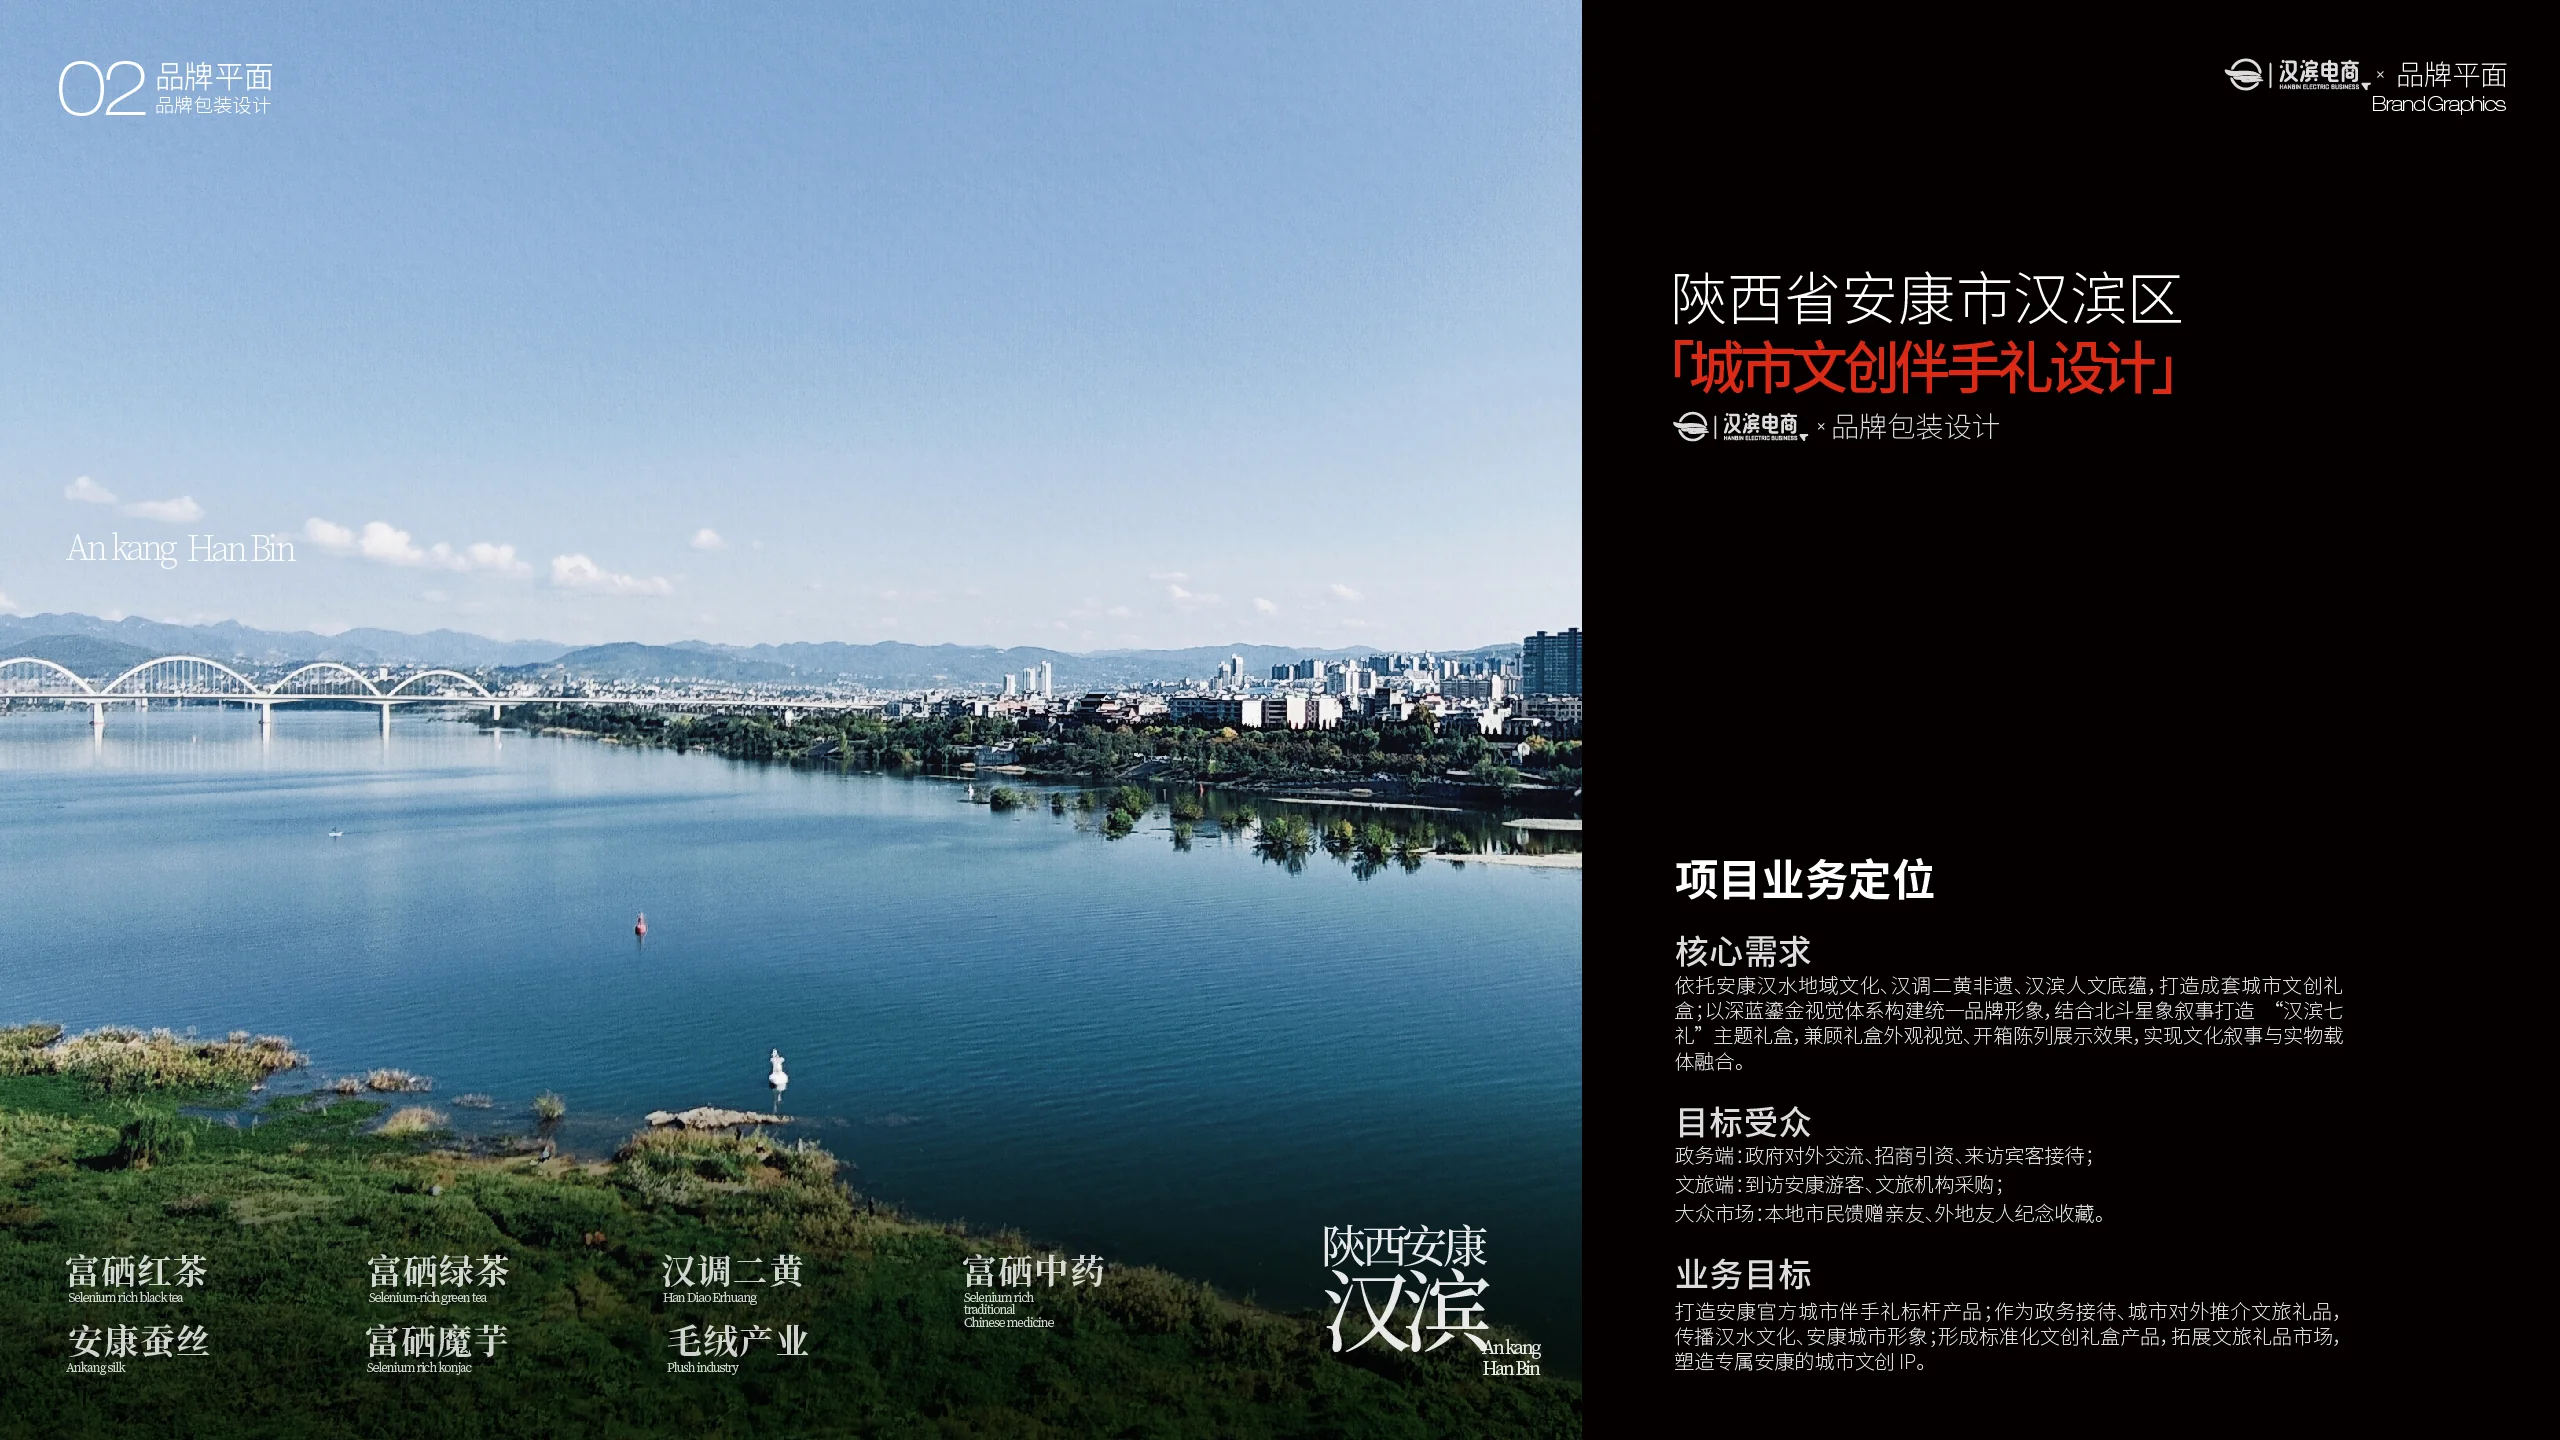 02 品牌平面
品牌包装设计
汉滨电商 × 品牌平面
HANBIN ELECTRIC BUSINESS
Brand Graphics
An kang Han Bin
陕西省安康市汉滨区
「城市文创伴手礼设计」
汉滨电商 × 品牌包装设计
HANBIN ELECTRIC BUSINESS
项目业务定位
核心需求
依托安康汉水地域文化、汉调二黄非遗、汉滨人文底蕴，打造成套城市文创礼
盒；以深蓝鎏金视觉体系构建统一品牌形象，结合北斗星象叙事打造 “汉滨七
礼” 主题礼盒，兼顾礼盒外观视觉、开箱陈列展示效果，实现文化叙事与实物载
体融合。
目标受众
政务端：政府对外交流、招商引资、来访宾客接待；
文旅端：到访安康游客、文旅机构采购；
大众市场：本地市民馈赠亲友、外地友人纪念收藏。
业务目标
打造安康官方城市伴手礼标杆产品；作为政务接待、城市对外推介文旅礼品，
传播汉水文化、安康城市形象；形成标准化文创礼盒产品，拓展文旅礼品市场，
塑造专属安康的城市文创 IP。
富硒红茶
Selenium rich black tea
富硒绿茶
Selenium-rich green tea
汉调二黄
Han Diao Erhuang
富硒中药
Selenium rich
traditional
Chinese medicine
安康蚕丝
Ankang silk
富硒魔芋
Selenium rich konjac
毛绒产业
Plush industry
陕西安康
汉滨
An kang
Han Bin